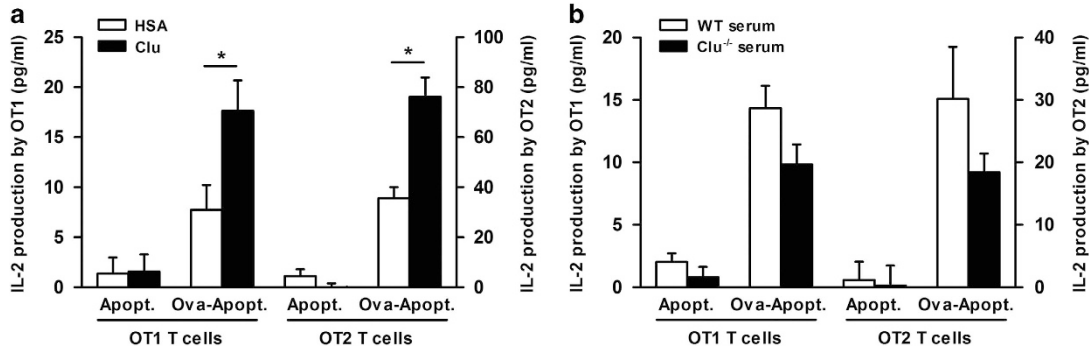 a
HSA
Clu
IL-2 production by OT1 (pg/ml)
25
20
15
10
5
0
*
*
100
80
60
40
20
0
IL-2 production by OT2 (pg/ml)
Apopt. Ova-Apopt. Apopt. Ova-Apopt.
OT1 T cells OT2 T cells
b
WT serum
Clu-/- serum
IL-2 production by OT1 (pg/ml)
20
15
10
5
0
40
30
20
10
0
IL-2 production by OT2 (pg/ml)
Apopt. Ova-Apopt. Apopt. Ova-Apopt.
OT1 T cells OT2 T cells